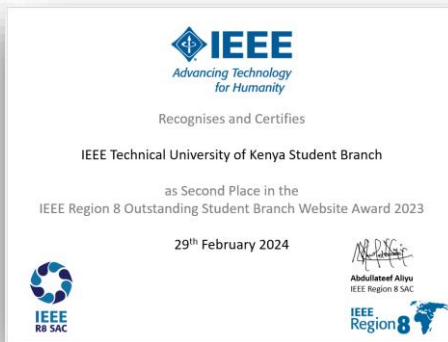 IEEE
Advancing Technology
for Humanity
Recognises and Certifies
IEEE Technical University of Kenya Student Branch
as Second Place in the
IEEE Region 8 Outstanding Student Branch Website Award 2023
29th February 2024
Abdullateef Aliyu
IEEE Region 8 SAC
IEEE
R8 SAC
IEEE
Region 8